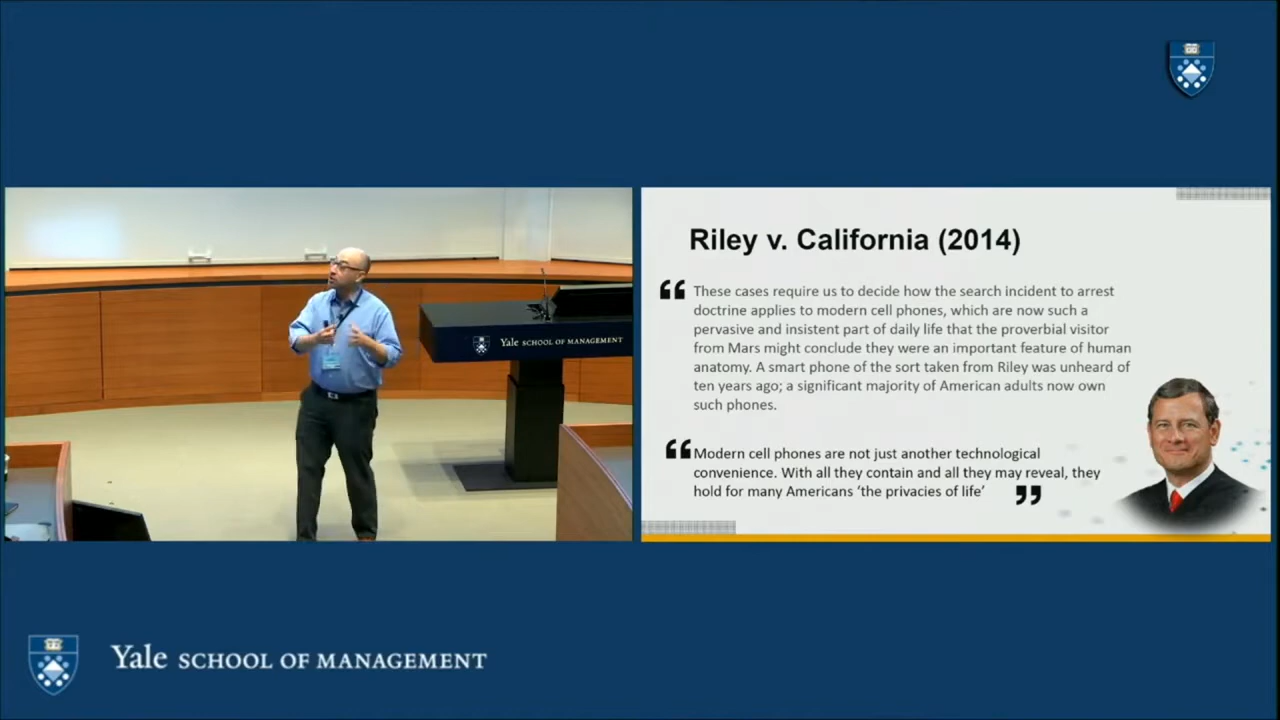 Yale SCHOOL OF MANAGEMENT
Riley v. California (2014)
“ These cases require us to decide how the search incident to arrest
doctrine applies to modern cell phones, which are now such a
pervasive and insistent part of daily life that the proverbial visitor
from Mars might conclude they were an important feature of human
anatomy. A smart phone of the sort taken from Riley was unheard of
ten years ago; a significant majority of American adults now own
such phones.
“ Modern cell phones are not just another technological
convenience. With all they contain and all they may reveal, they
hold for many Americans ‘the privacies of life’ ”
Yale SCHOOL OF MANAGEMENT